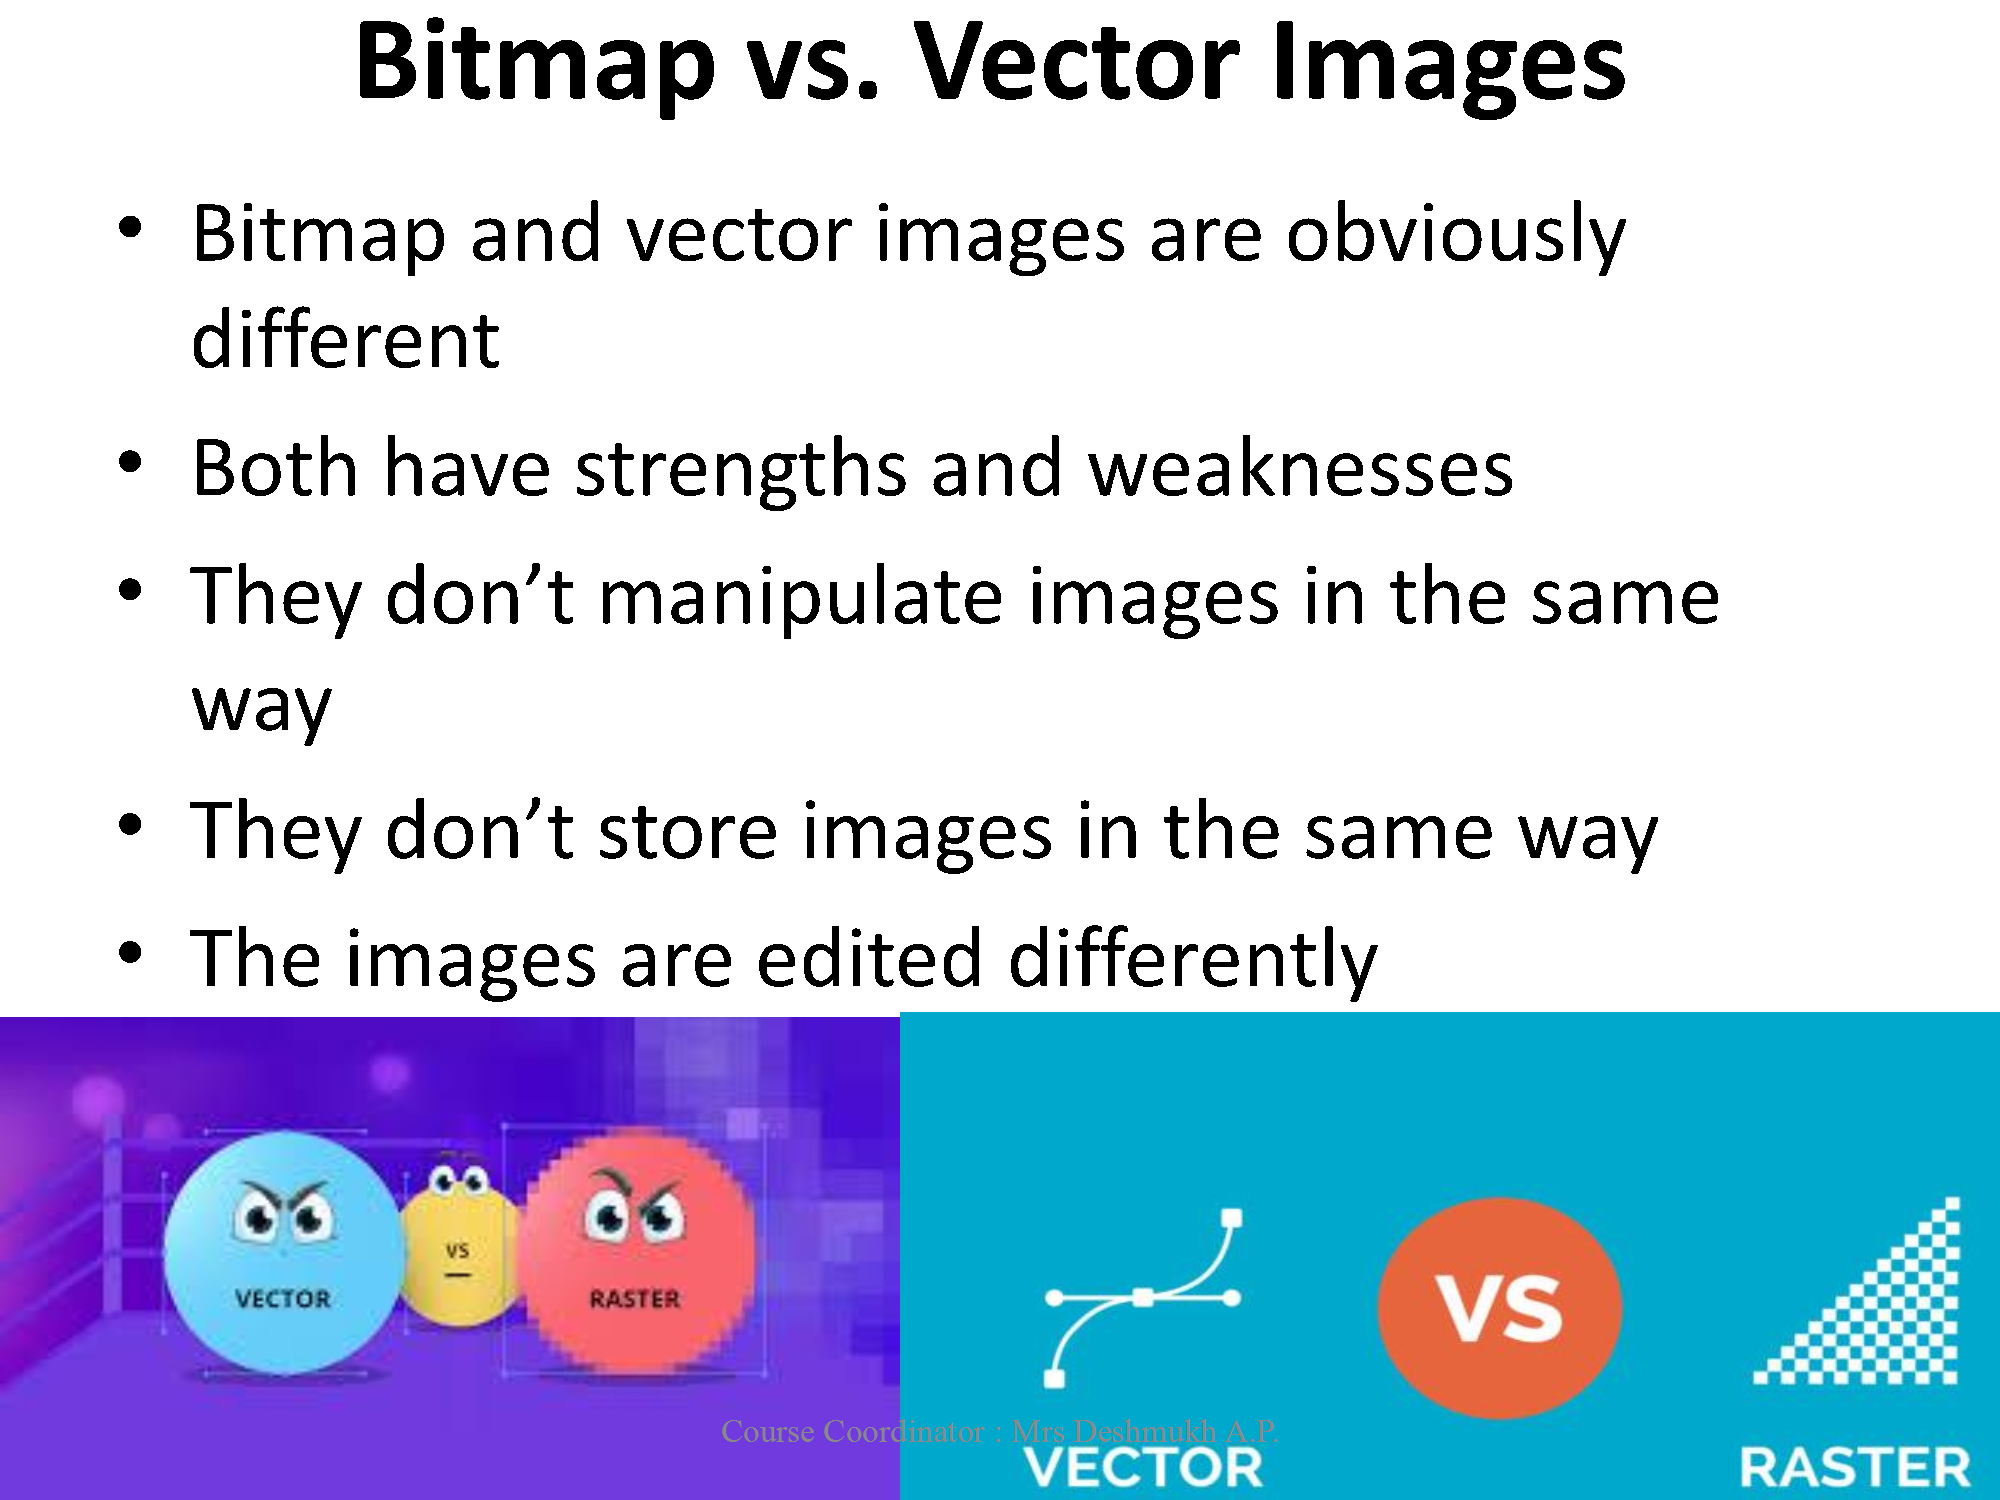 Bitmap vs. Vector Images
• Bitmap and vector images are obviously
different
• Both have strengths and weaknesses
• They don’t manipulate images in the same
way
• They don’t store images in the same way
• The images are edited differently
VECTOR
VS
RASTER
VS
Course Coordinator : Mrs Deshmukh A.P.
VECTOR
RASTER